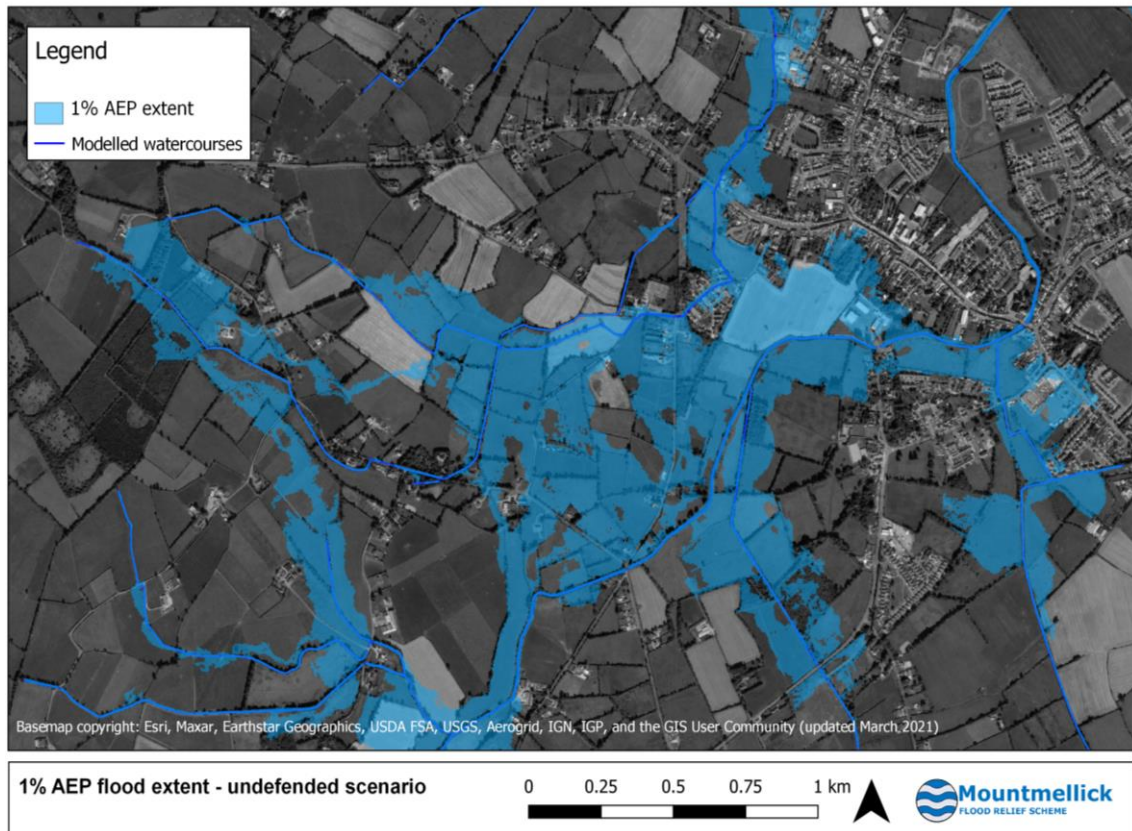 Legend
1% AEP extent
Modelled watercourses
Basemap copyright: Esri, Maxar, Earthstar Geographics, USDA FSA, USGS, Aerogrid, IGN, IGP, and the GIS User Community (updated March 2021)
1% AEP flood extent - undefended scenario
0 0.25 0.5 0.75 1 km
Mountmellick
FLOOD RELIEF SCHEME